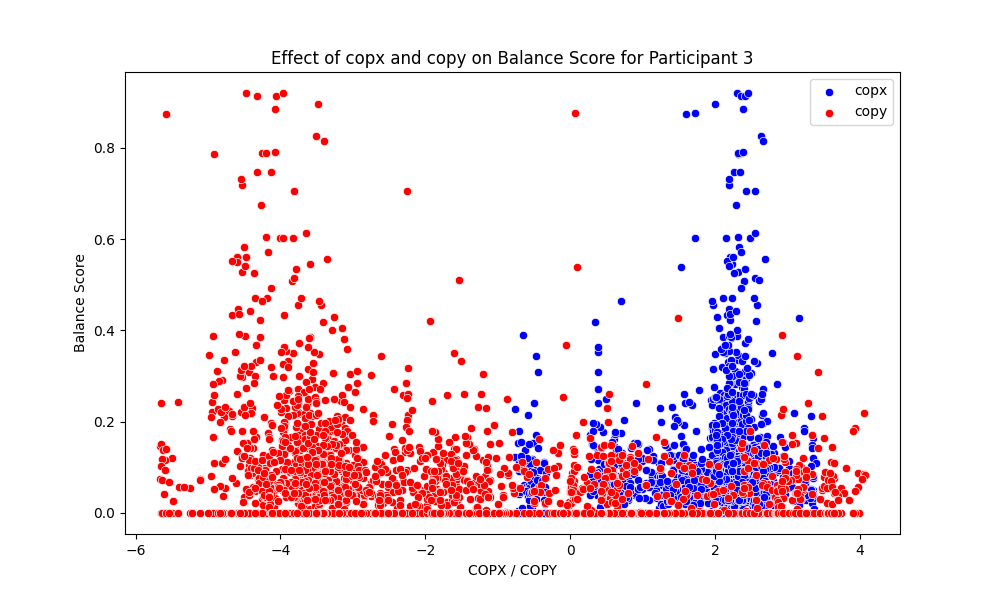 Effect of copx and copy on Balance Score for Participant 3
copx
copy
Balance Score
0.8
0.6
0.4
0.2
0.0
−6
−4
−2
0
2
4
COPX / COPY